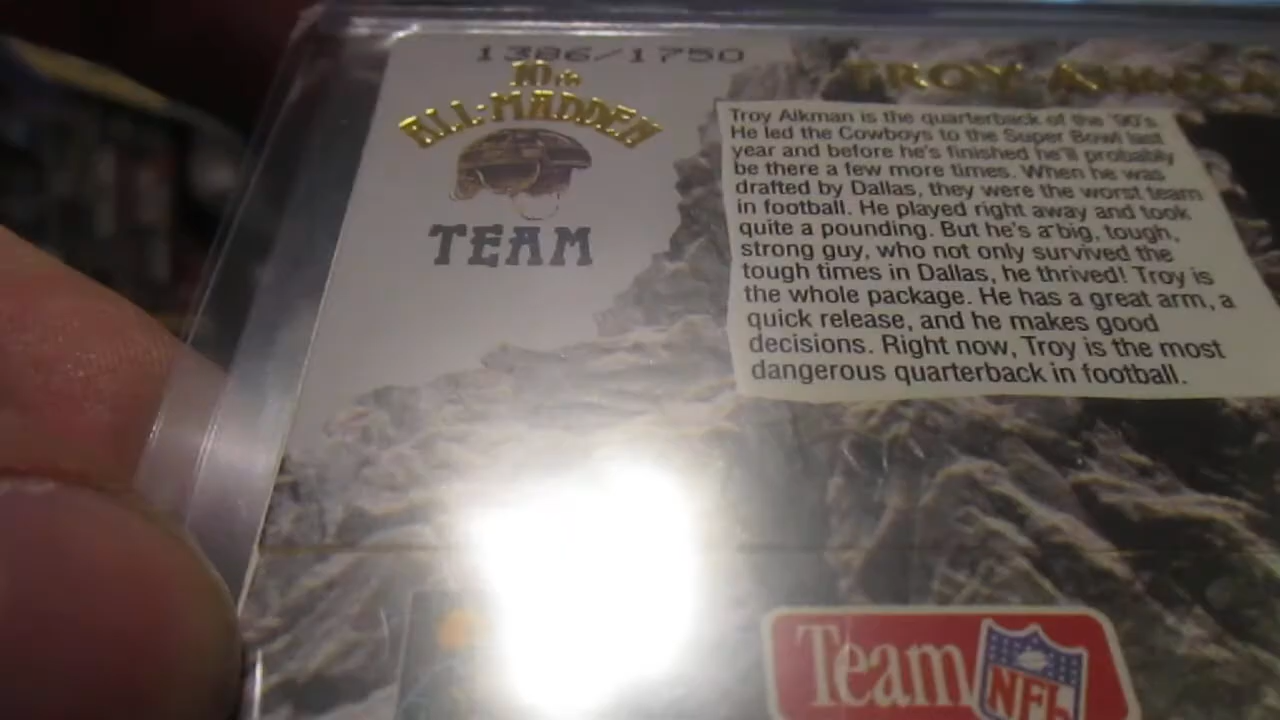 1386/1750
10th
ALL-MADDEN
TEAM
TROY AIKMAN
Troy Aikman is the quarterback of the '90's.
He led the Cowboys to the Super Bowl last
year and before he's finished he'll probably
be there a few more times. When he was
drafted by Dallas, they were the worst team
in football. He played right away and took
quite a pounding. But he's a big, tough,
strong guy, who not only survived the
tough times in Dallas, he thrived! Troy is
the whole package. He has a great arm, a
quick release, and he makes good
decisions. Right now, Troy is the most
dangerous quarterback in football.
Team NFL